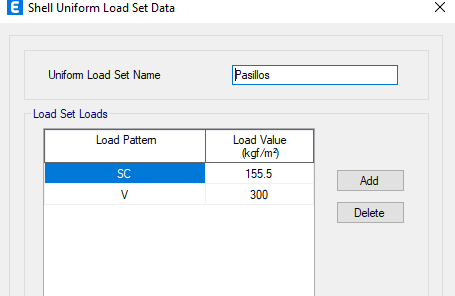 E Shell Uniform Load Set Data
Uniform Load Set Name Pasillos
Load Set Loads
Load Pattern Load Value
(kgf/m²)
SC 155.5
Add
V 300
Delete